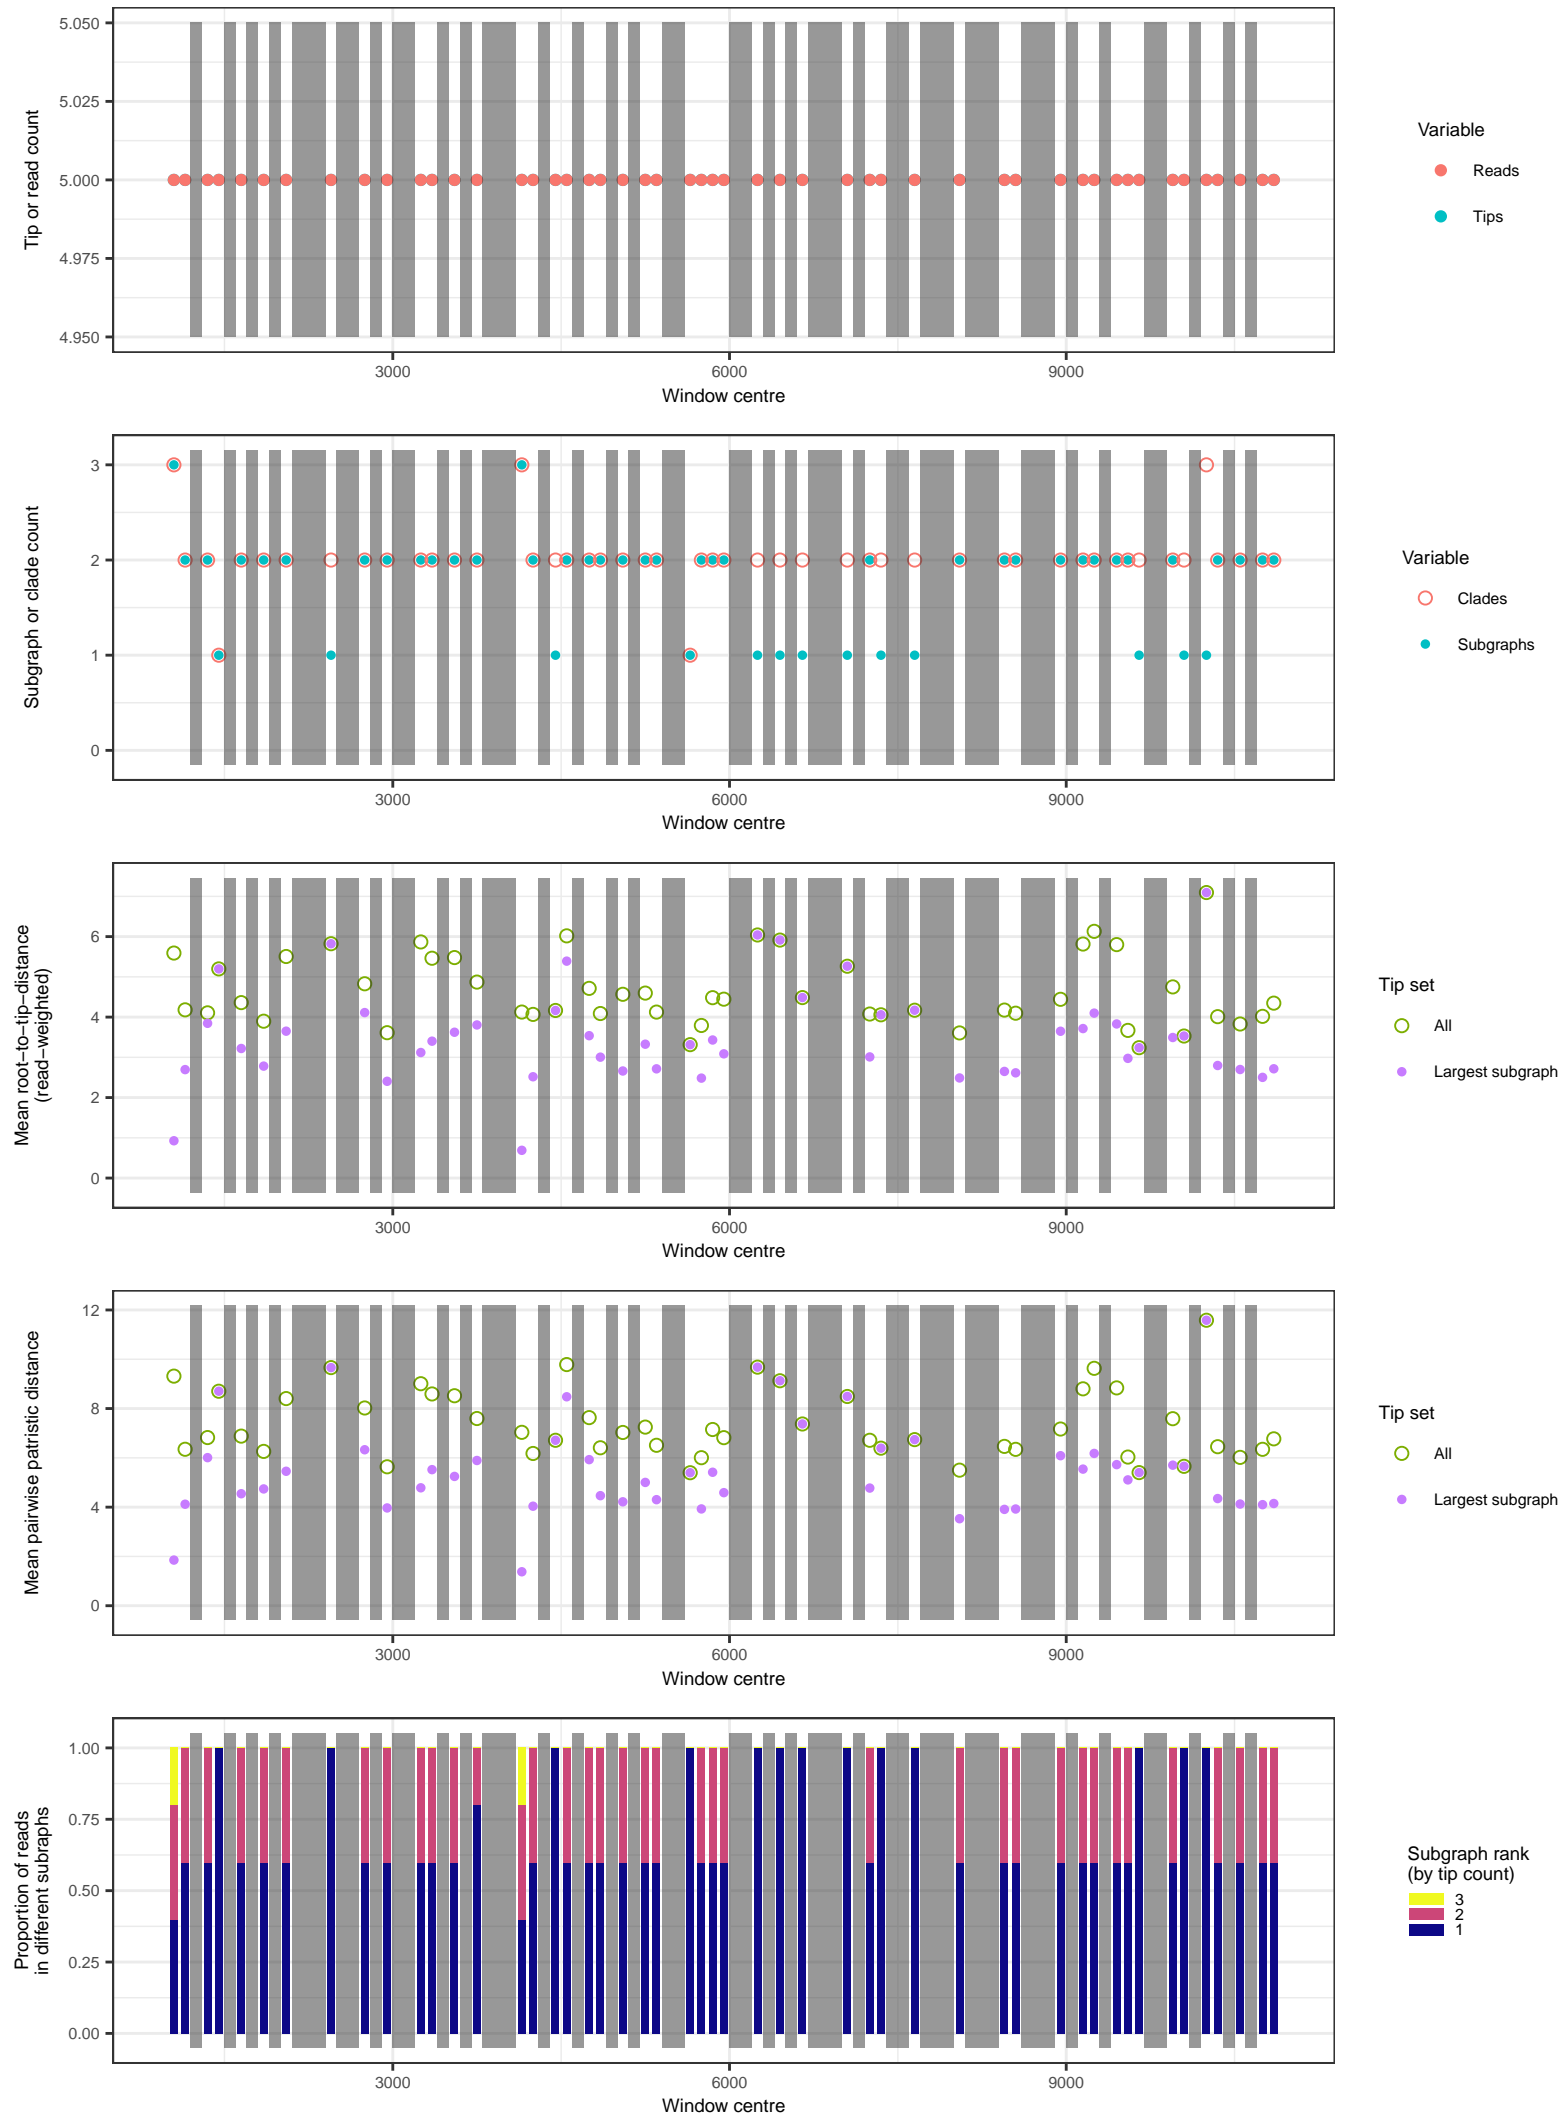 5.050
5.025
5.000
4.975
4.950
Tip or read count
3000
6000
9000
Window centre
Variable
Reads
Tips
3
2
1
0
Subgraph or clade count
3000
6000
9000
Window centre
Variable
Clades
Subgraphs
6
4
2
0
Mean root−to−tip−distance
(read−weighted)
3000
6000
9000
Window centre
Tip set
All
Largest subgraph
12
8
4
0
Mean pairwise patristic distance
3000
6000
9000
Window centre
Tip set
All
Largest subgraph
1.00
0.75
0.50
0.25
0.00
Proportion of reads
in different subraphs
3000
6000
9000
Window centre
Subgraph rank
(by tip count)
3
2
1